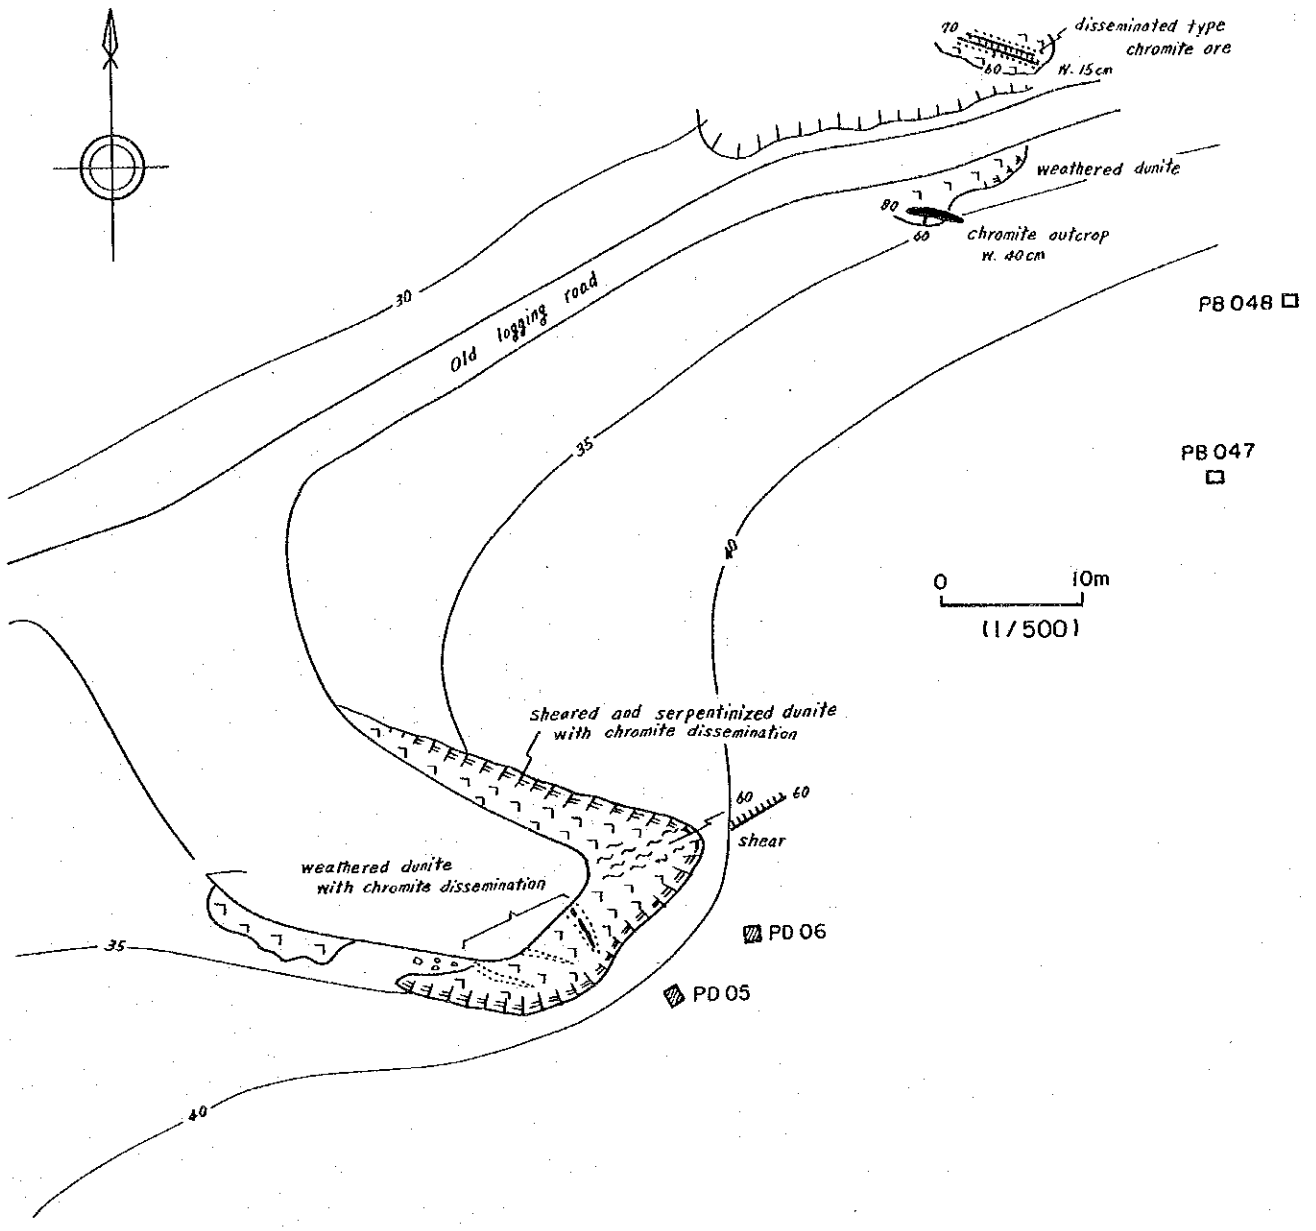 70
disseminated type
chromite ore
60
W. 15cm
weathered dunite
80
60
chromite outcrop
W. 40cm
30
Old logging road
PB 048
35
PB 047
40
0 10m
(1/500)
sheared and serpentinized dunite
with chromite dissemination
60
60
shear
weathered dunite
with chromite dissemination
35
PD 06
PD 05
40